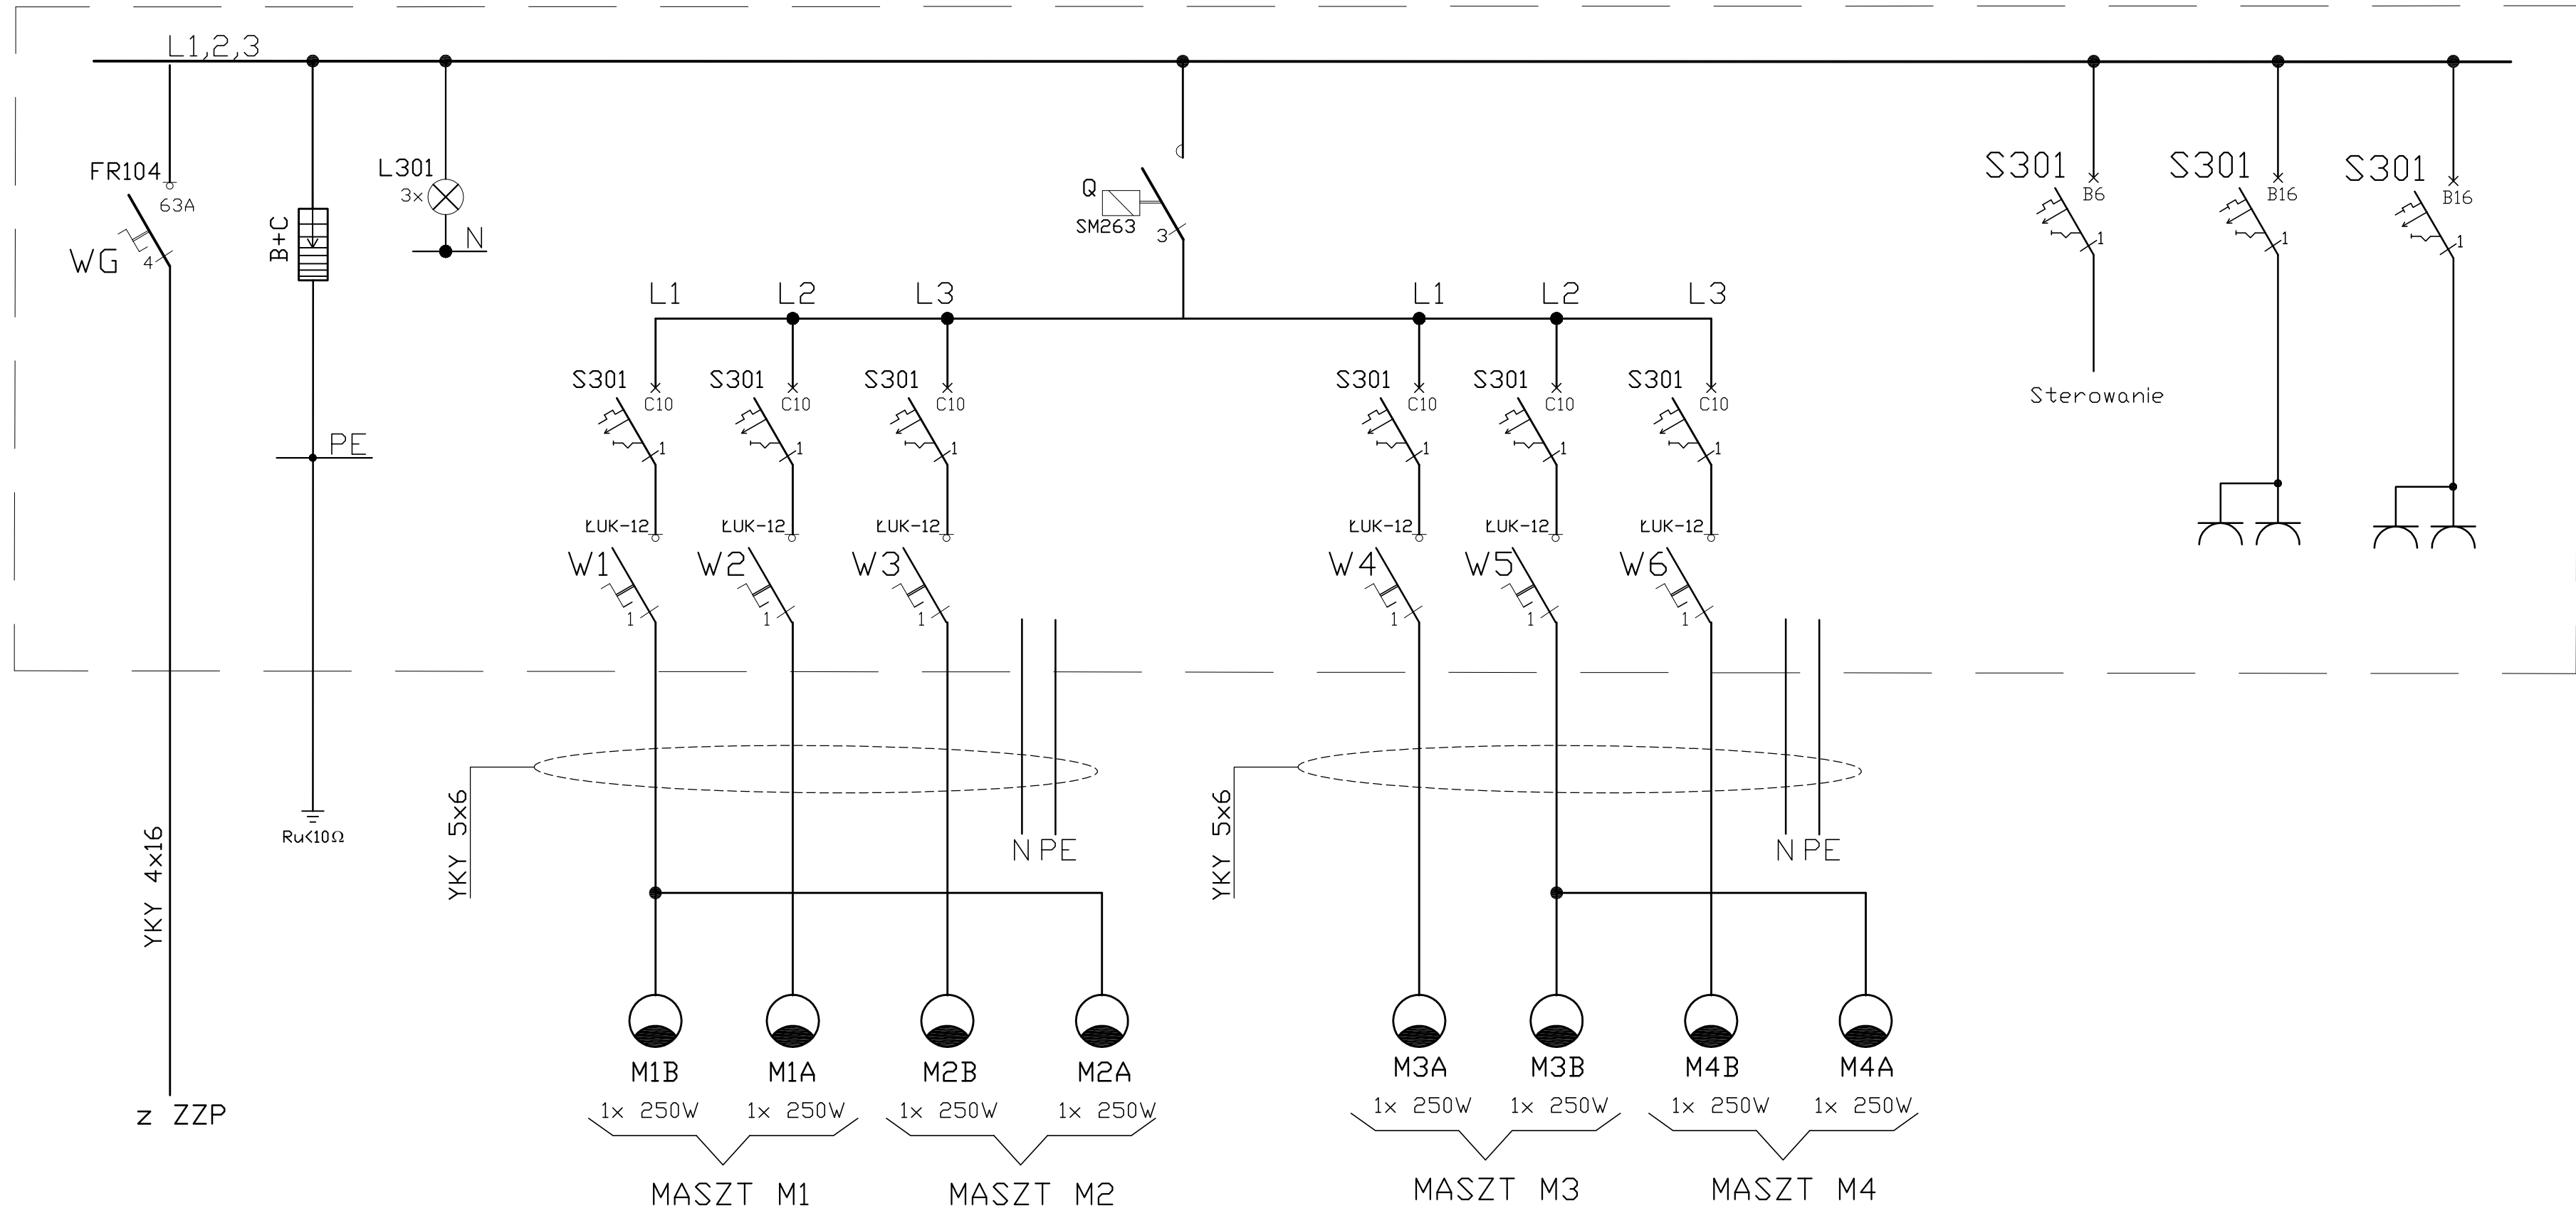 L1,2,3
FR104
63A
WG
4
YKY 4x16
z ZZP
B+C
PE
Ru<10Ω
L301
3x
N
Q
SM263
3
L1
L2
L3
L1
L2
L3
S301
C10
1
S301
C10
1
S301
C10
1
S301
C10
1
S301
C10
1
S301
C10
1
ŁUK-12
W1
1
ŁUK-12
W2
1
ŁUK-12
W3
1
ŁUK-12
W4
1
ŁUK-12
W5
1
ŁUK-12
W6
1
YKY 5x6
N PE
YKY 5x6
N PE
M1B
M1A
M2B
M2A
1x 250W
1x 250W
1x 250W
1x 250W
MASZT M1
MASZT M2
M3A
M3B
M4B
M4A
1x 250W
1x 250W
1x 250W
1x 250W
MASZT M3
MASZT M4
S301
B6
1
Sterowanie
S301
B16
1
S301
B16
1